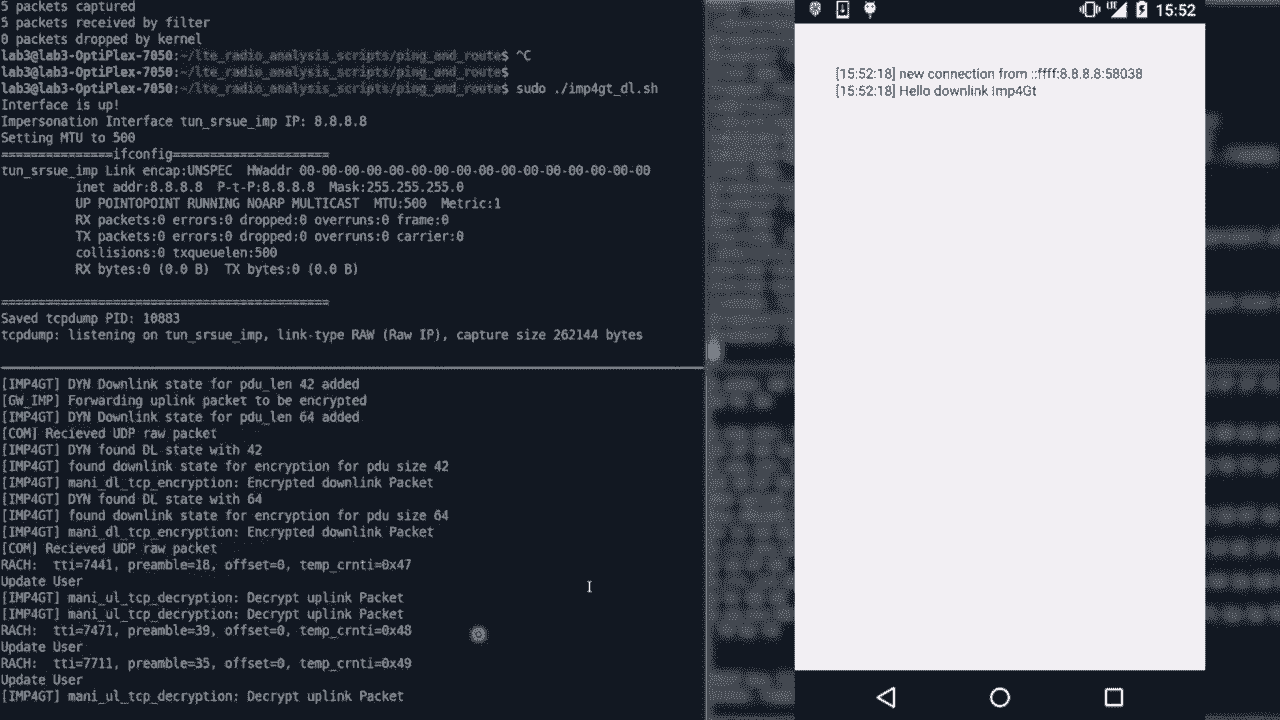 5 packets captured
5 packets received by filter
0 packets dropped by kernel
lab3@lab3-OptiPlex-7050:~/lte_radio_analysis_scripts/ping_and_route$ ^C
lab3@lab3-OptiPlex-7050:~/lte_radio_analysis_scripts/ping_and_route$
lab3@lab3-OptiPlex-7050:~/lte_radio_analysis_scripts/ping_and_route$ sudo ./imp4gt_dl.sh
Interface is up!
Impersonation Interface tun_srsue_imp IP: 8.8.8.8
Setting MTU to 500
===============ifconfig=====================
tun_srsue_imp Link encap:UNSPEC  HWaddr 00-00-00-00-00-00-00-00-00-00-00-00-00-00-00-00
inet addr:8.8.8.8  P-t-P:8.8.8.8  Mask:255.255.255.0
UP POINTOPOINT RUNNING NOARP MULTICAST  MTU:500  Metric:1
RX packets:0 errors:0 dropped:0 overruns:0 frame:0
TX packets:0 errors:0 dropped:0 overruns:0 carrier:0
collisions:0 txqueuelen:500
RX bytes:0 (0.0 B)  TX bytes:0 (0.0 B)
============================================
Saved tcpdump PID: 10883
tcpdump: listening on tun_srsue_imp, link-type RAW (Raw IP), capture size 262144 bytes
[IMP4GT] DYN Downlink state for pdu_len 42 added
[GW_IMP] Forwarding uplink packet to be encrypted
[IMP4GT] DYN Downlink state for pdu_len 64 added
[COM] Recieved UDP raw packet
[IMP4GT] DYN found DL state with 42
[IMP4GT] found downlink state for encryption for pdu size 42
[IMP4GT] mani_dl_tcp_encryption: Encrypted downlink Packet
[IMP4GT] DYN found DL state with 64
[IMP4GT] found downlink state for encryption for pdu size 64
[IMP4GT] mani_dl_tcp_encryption: Encrypted downlink Packet
[COM] Recieved UDP raw packet
RACH:  tti=7441, preamble=18, offset=0, temp_crnti=0x47
Update User
[IMP4GT] mani_ul_tcp_decryption: Decrypt uplink Packet
[IMP4GT] mani_ul_tcp_decryption: Decrypt uplink Packet
RACH:  tti=7471, preamble=39, offset=0, temp_crnti=0x48
Update User
RACH:  tti=7711, preamble=35, offset=0, temp_crnti=0x49
Update User
[IMP4GT] mani_ul_tcp_decryption: Decrypt uplink Packet
LTE 15:52
[15:52:18] new connection from ::ffff:8.8.8.8:58038
[15:52:18] Hello downlink Imp4Gt